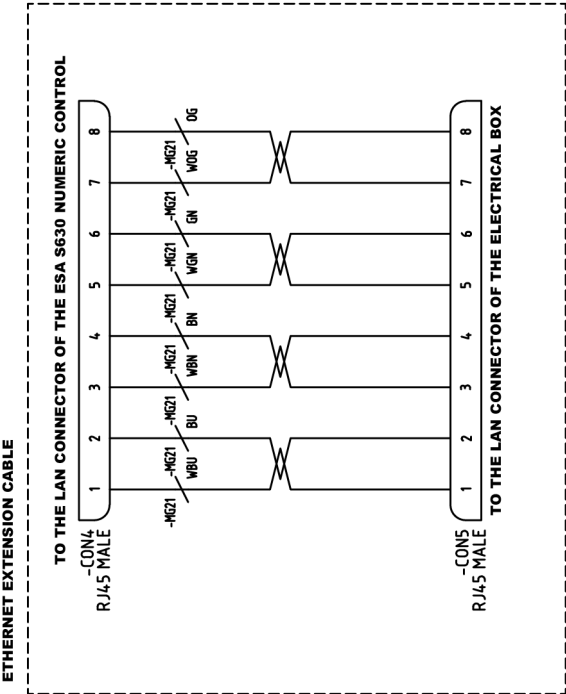 ETHERNET EXTENSION CABLE
TO THE LAN CONNECTOR OF THE ESA S630 NUMERIC CONTROL
-CON4
RJ45 MALE
1 2 3 4 5 6 7 8
-MG21 -MG21 -MG21 -MG21 -MG21 -MG21 -MG21 -MG21
WBU BU WBN BN WGN GN WOG OG
1 2 3 4 5 6 7 8
-CON5
RJ45 MALE
TO THE LAN CONNECTOR OF THE ELECTRICAL BOX